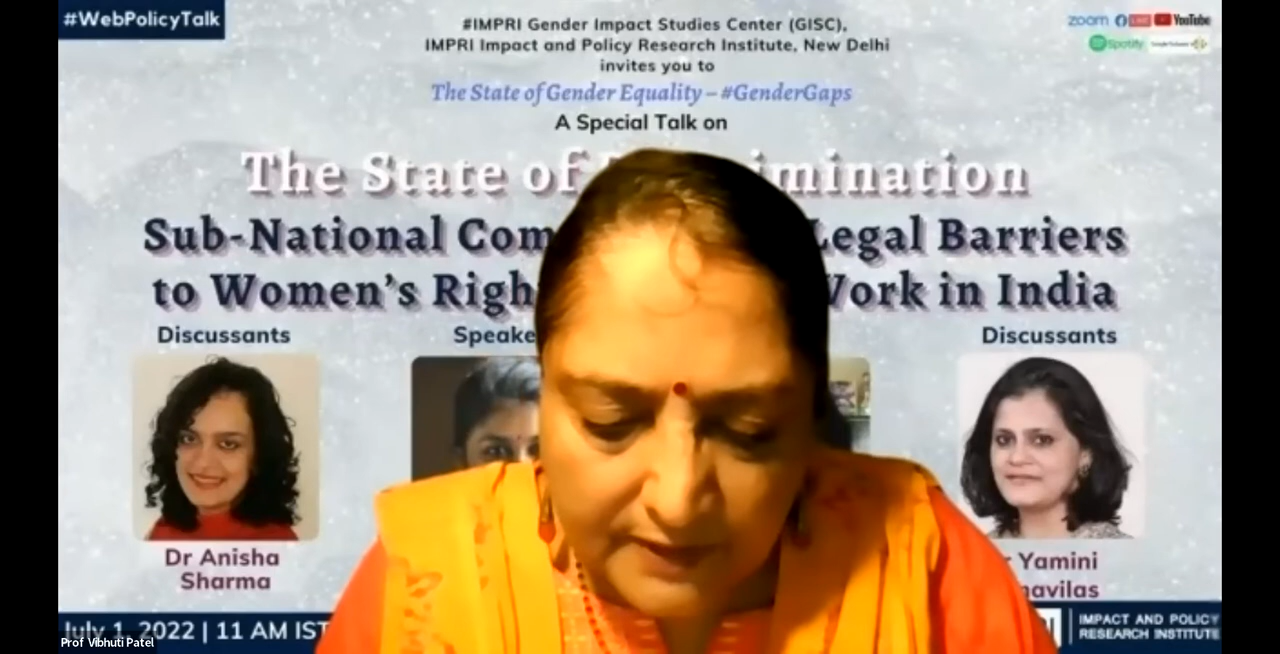 #WebPolicyTalk
#IMPRI Gender Impact Studies Center (GISC),
IMPRI Impact and Policy Research Institute, New Delhi
invites you to
The State of Gender Equality – #GenderGaps
A Special Talk on
zoom LIVE YouTube
Spotify
The State of imination
Sub-National Com Legal Barriers
to Women's Righ Work in India
Discussants Speake Discussants
Dr Anisha
Sharma
Yamini
navilas
July 1, 2022 | 11 AM IST
IMPACT AND POLICY
RESEARCH INSTITUTE
Prof Vibhuti Patel